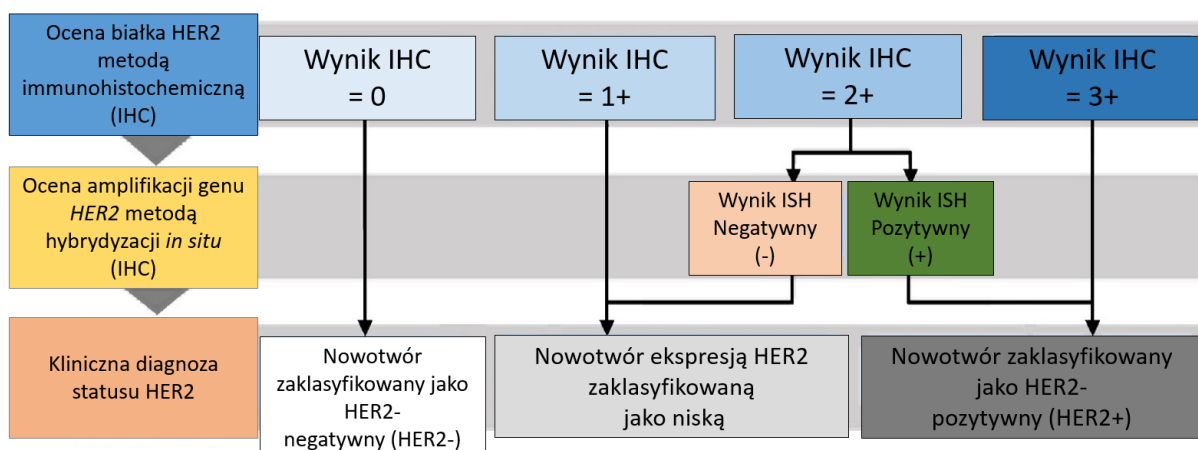 Ocena białka HER2
metodą
immunohistochemiczną
(IHC)
Wynik IHC
= 0
Wynik IHC
= 1+
Wynik IHC
= 2+
Wynik IHC
= 3+
Ocena amplifikacji genu
HER2 metodą
hybrydyzacji in situ
(IHC)
Wynik ISH
Negatywny
(-)
Wynik ISH
Pozytywny
(+)
Kliniczna diagnoza
statusu HER2
Nowotwór
zaklasyfikowany jako
HER2-
negatywny (HER2-)
Nowotwór ekspresją HER2
zaklasyfikowaną
jako niską
Nowotwór zaklasyfikowany
jako HER2-
pozytywny (HER2+)